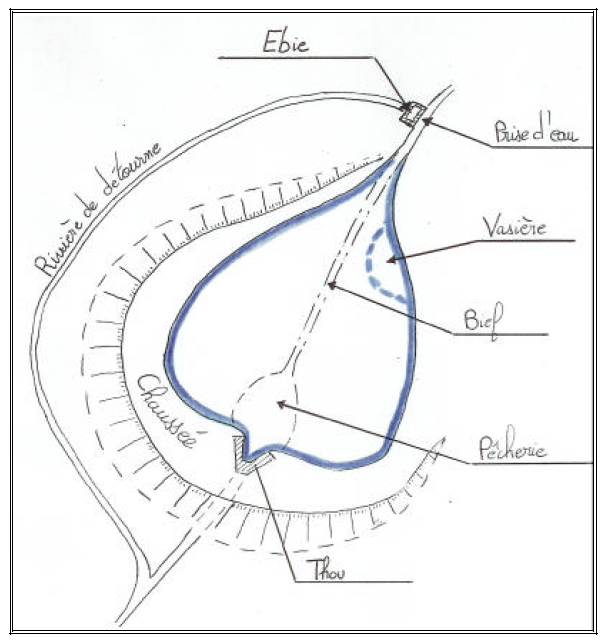 Ebie
Prise d'eau
Rivière de détourne
Vasière
Bief
Chaussée
Pêcherie
Thou